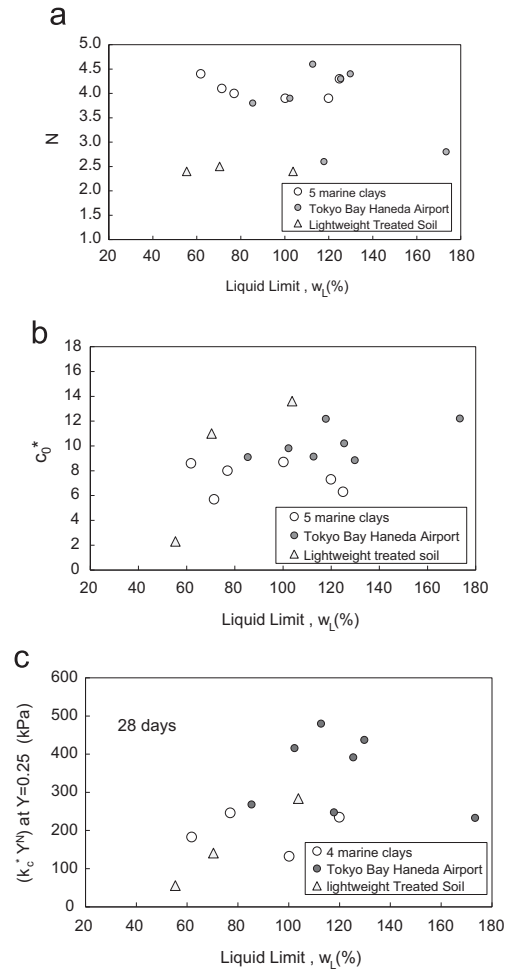 a
5.0
4.5
4.0
3.5
3.0
2.5
2.0
1.5
1.0
N
5 marine clays
Tokyo Bay Haneda Airport
Lightweight Treated Soil
20 40 60 80 100 120 140 160 180
Liquid Limit , wL(%)
b
18
16
14
12
10
8
6
4
2
0
c0*
5 marine clays
Tokyo Bay Haneda Airport
Lightweight treated soil
20 40 60 80 100 120 140 160 180
Liquid Limit , wL(%)
c
600
500
400
300
200
100
0
(kc* YN) at Y=0.25 (kPa)
28 days
4 marine clays
Tokyo Bay Haneda Airport
lightweight Treated Soil
20 40 60 80 100 120 140 160 180
Liquid Limit , wL(%)